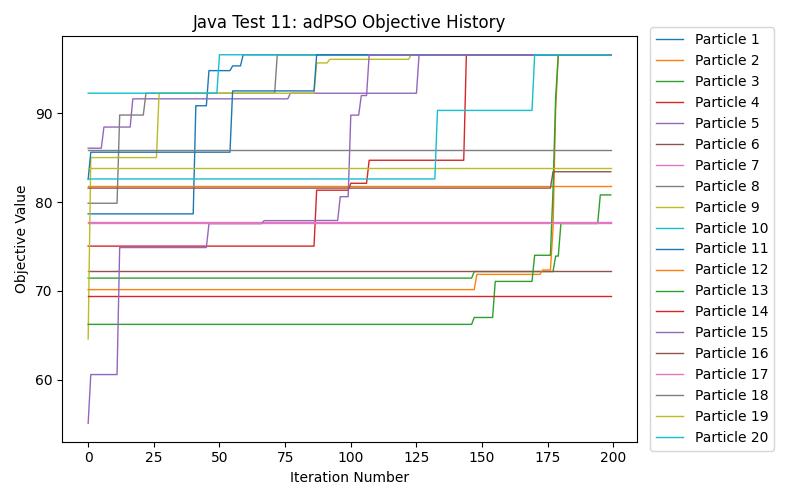 Java Test 11: adPSO Objective History
Objective Value
90
80
70
60
0 25 50 75 100 125 150 175 200
Iteration Number
Particle 1
Particle 2
Particle 3
Particle 4
Particle 5
Particle 6
Particle 7
Particle 8
Particle 9
Particle 10
Particle 11
Particle 12
Particle 13
Particle 14
Particle 15
Particle 16
Particle 17
Particle 18
Particle 19
Particle 20